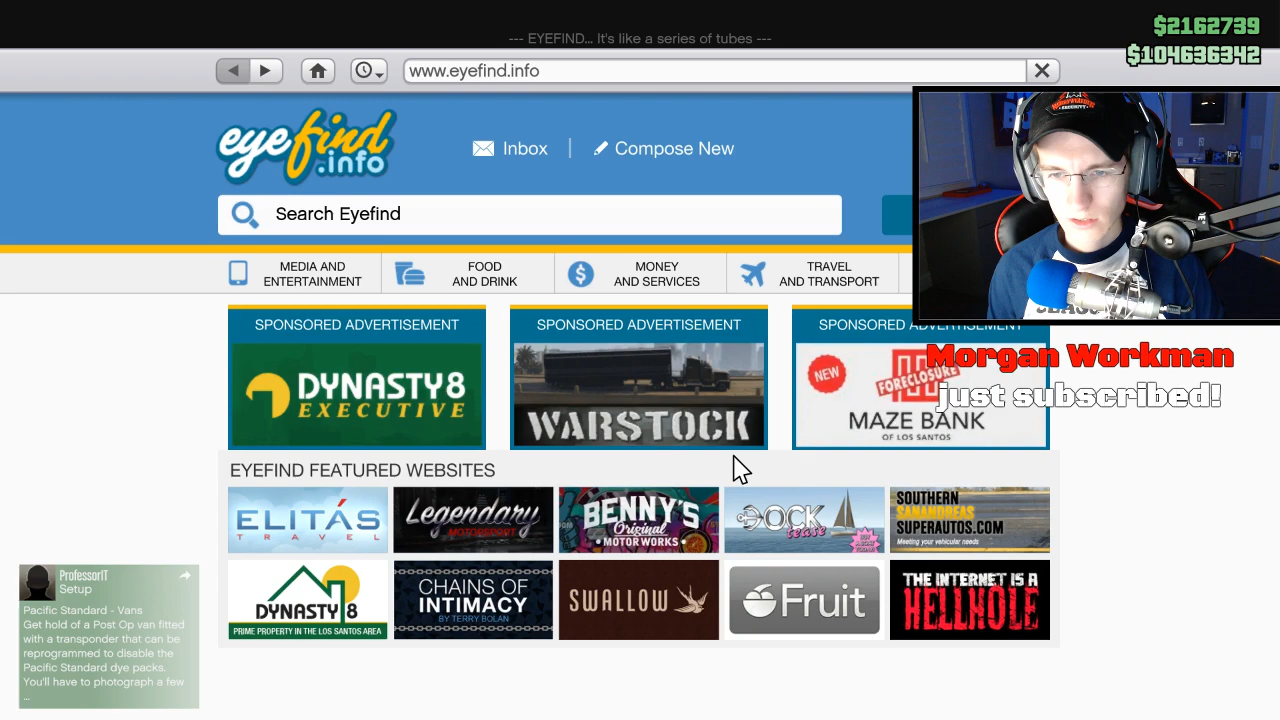 --- EYEFIND... It's like a series of tubes ---
$2162739
$104636342
www.eyefind.info
eyefind
.info
Inbox
Compose New
Search Eyefind
MEDIA AND
ENTERTAINMENT
FOOD
AND DRINK
MONEY
AND SERVICES
TRAVEL
AND TRANSPORT
SPONSORED ADVERTISEMENT
DYNASTY8
EXECUTIVE
SPONSORED ADVERTISEMENT
WARSTOCK
SPONSORED ADVERTISEMENT
NEW
FORECLOSURE
MAZE BANK
OF LOS SANTOS
Morgan Workman
just subscribed!
EYEFIND FEATURED WEBSITES
ELITÁS
TRAVEL
Legendary
MOTORSPORT
BENNY'S
Original
MOTOR WORKS
DOCK
tease
SOUTHERN
SANANDREAS
SUPERAUTOS.COM
Meeting your vehicular needs
DYNASTY 8
PRIME PROPERTY IN THE LOS SANTOS AREA
CHAINS OF
INTIMACY
BY TERRY BOLAN
SWALLOW
Fruit
THE INTERNET IS A
HELLHOLE
ProfessorIT
Setup
Pacific Standard - Vans
Get hold of a Post Op van fitted
with a transponder that can be
reprogrammed to disable the
Pacific Standard dye packs.
You'll have to photograph a few
...